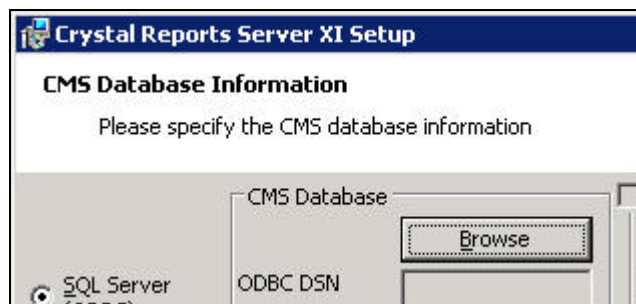 Crystal Reports Server XI Setup
CMS Database Information
Please specify the CMS database information
CMS Database
Browse
SQL Server
ODBC DSN